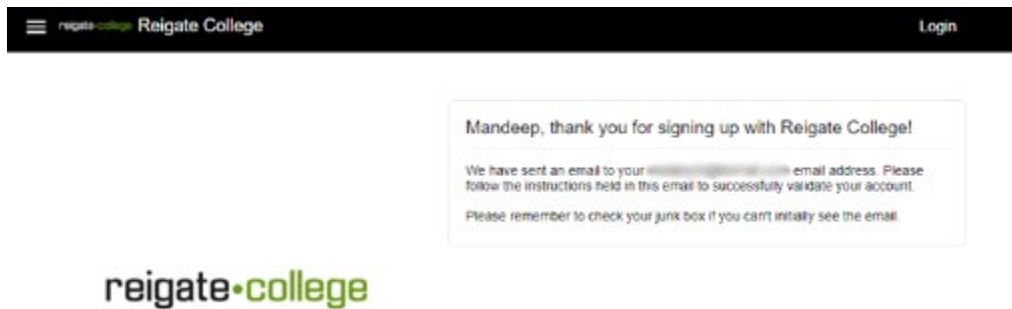 reigate-college Reigate College Login
Mandeep, thank you for signing up with Reigate College!
We have sent an email to your email address. Please
follow the instructions held in this email to successfully validate your account.
Please remember to check your junk box if you can't initially see the email.
reigate•college